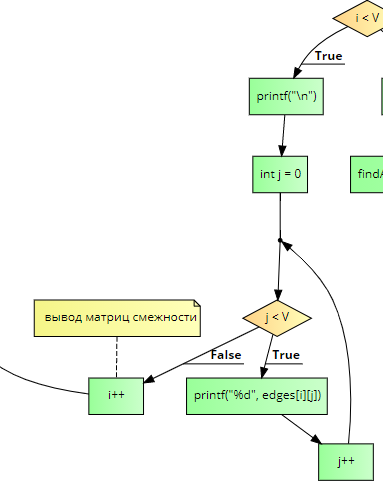 i < V
True
printf("\n")
int j = 0
findA
вывод матриц смежности
j < V
False
True
i++
printf("%d", edges[i][j])
j++